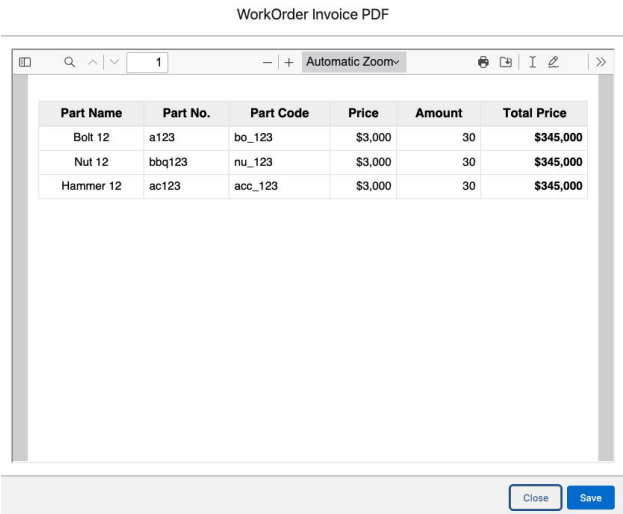 WorkOrder Invoice PDF
1 Automatic Zoom
Part Name Part No. Part Code Price Amount Total Price
Bolt 12 a123 bo_123 $3,000 30 $345,000
Nut 12 bbq123 nu_123 $3,000 30 $345,000
Hammer 12 ac123 acc_123 $3,000 30 $345,000
Close Save